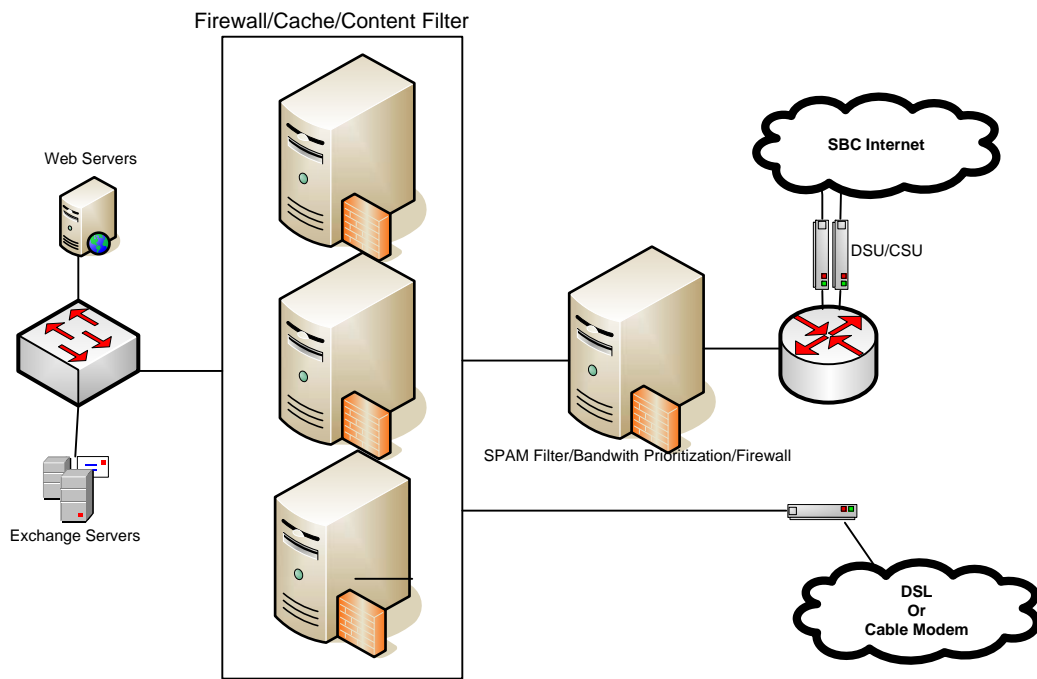 Firewall/Cache/Content Filter
Web Servers
SBC Internet
DSU/CSU
SPAM Filter/Bandwith Prioritization/Firewall
Exchange Servers
DSL
Or
Cable Modem